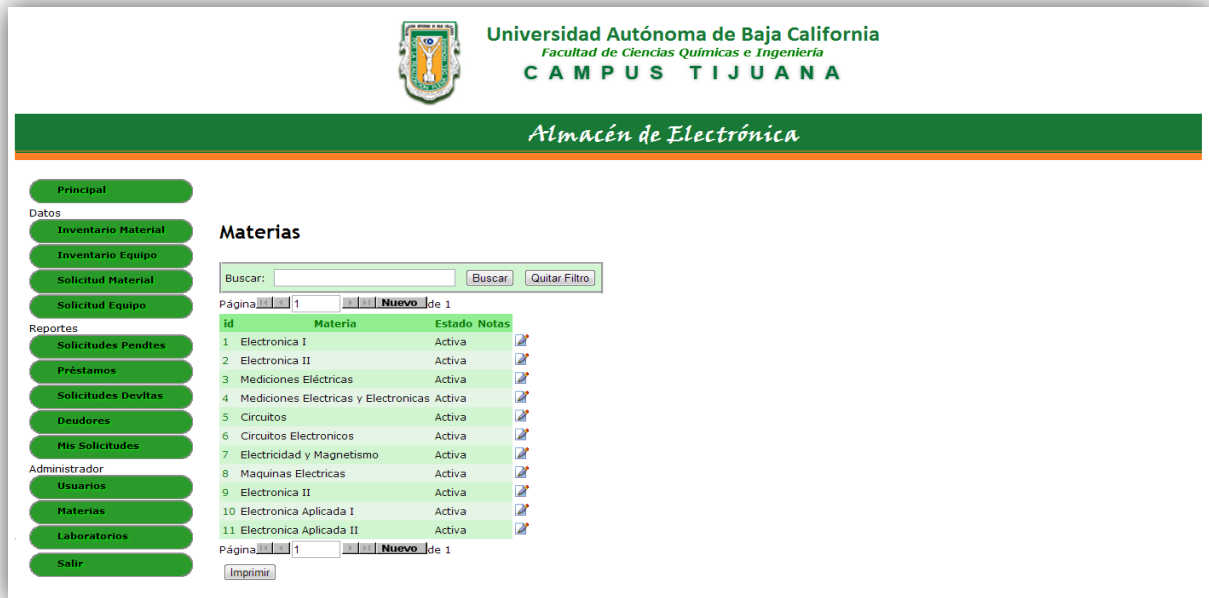 Universidad Autónoma de Baja California
Facultad de Ciencias Químicas e Ingeniería
CAMPUS TIJUANA
Almacén de Electrónica
Principal
Datos
Inventario Material
Inventario Equipo
Solicitud Material
Solicitud Equipo
Reportes
Solicitudes Pendtes
Préstamos
Solicitudes Devltas
Deudores
Mis Solicitudes
Administrador
Usuarios
Materias
Laboratorios
Salir
Materias
Buscar: Buscar Quitar Filtro
Página 1 Nuevo de 1
id Materia Estado Notas
1 Electronica I Activa
2 Electronica II Activa
3 Mediciones Eléctricas Activa
4 Mediciones Electricas y Electronicas Activa
5 Circuitos Activa
6 Circuitos Electronicos Activa
7 Electricidad y Magnetismo Activa
8 Maquinas Electricas Activa
9 Electronica II Activa
10 Electronica Aplicada I Activa
11 Electronica Aplicada II Activa
Página 1 Nuevo de 1
Imprimir